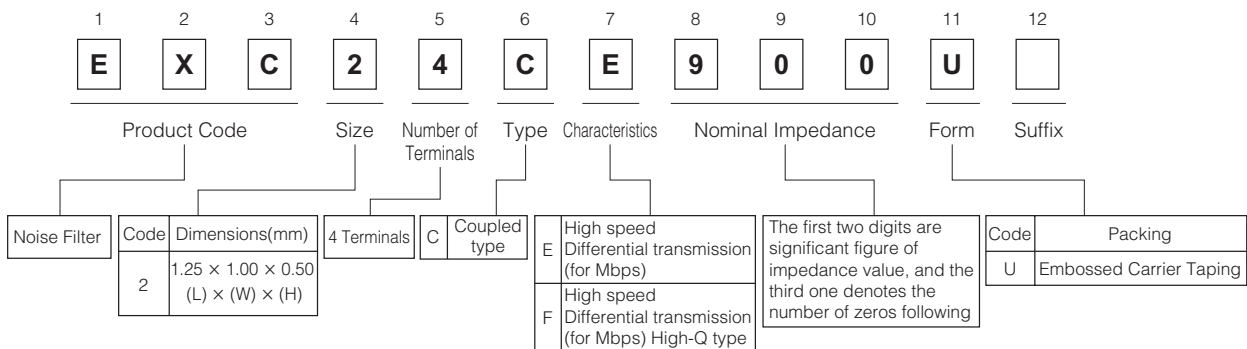 1 2 3 4 5 6 7 8 9 10 11 12
E X C 2 4 C E 9 0 0 U
Product Code
Size
Number of
Terminals
Type
Characteristics
Nominal Impedance
Form
Suffix
Noise Filter
Code Dimensions(mm)
2
1.25 × 1.00 × 0.50
(L) × (W) × (H)
4 Terminals
C
Coupled
type
E
High speed
Differential transmission
(for Mbps)
F
High speed
Differential transmission
(for Mbps) High-Q type
The first two digits are
significant figure of
impedance value, and the
third one denotes the
number of zeros following
Code Packing
U Embossed Carrier Taping